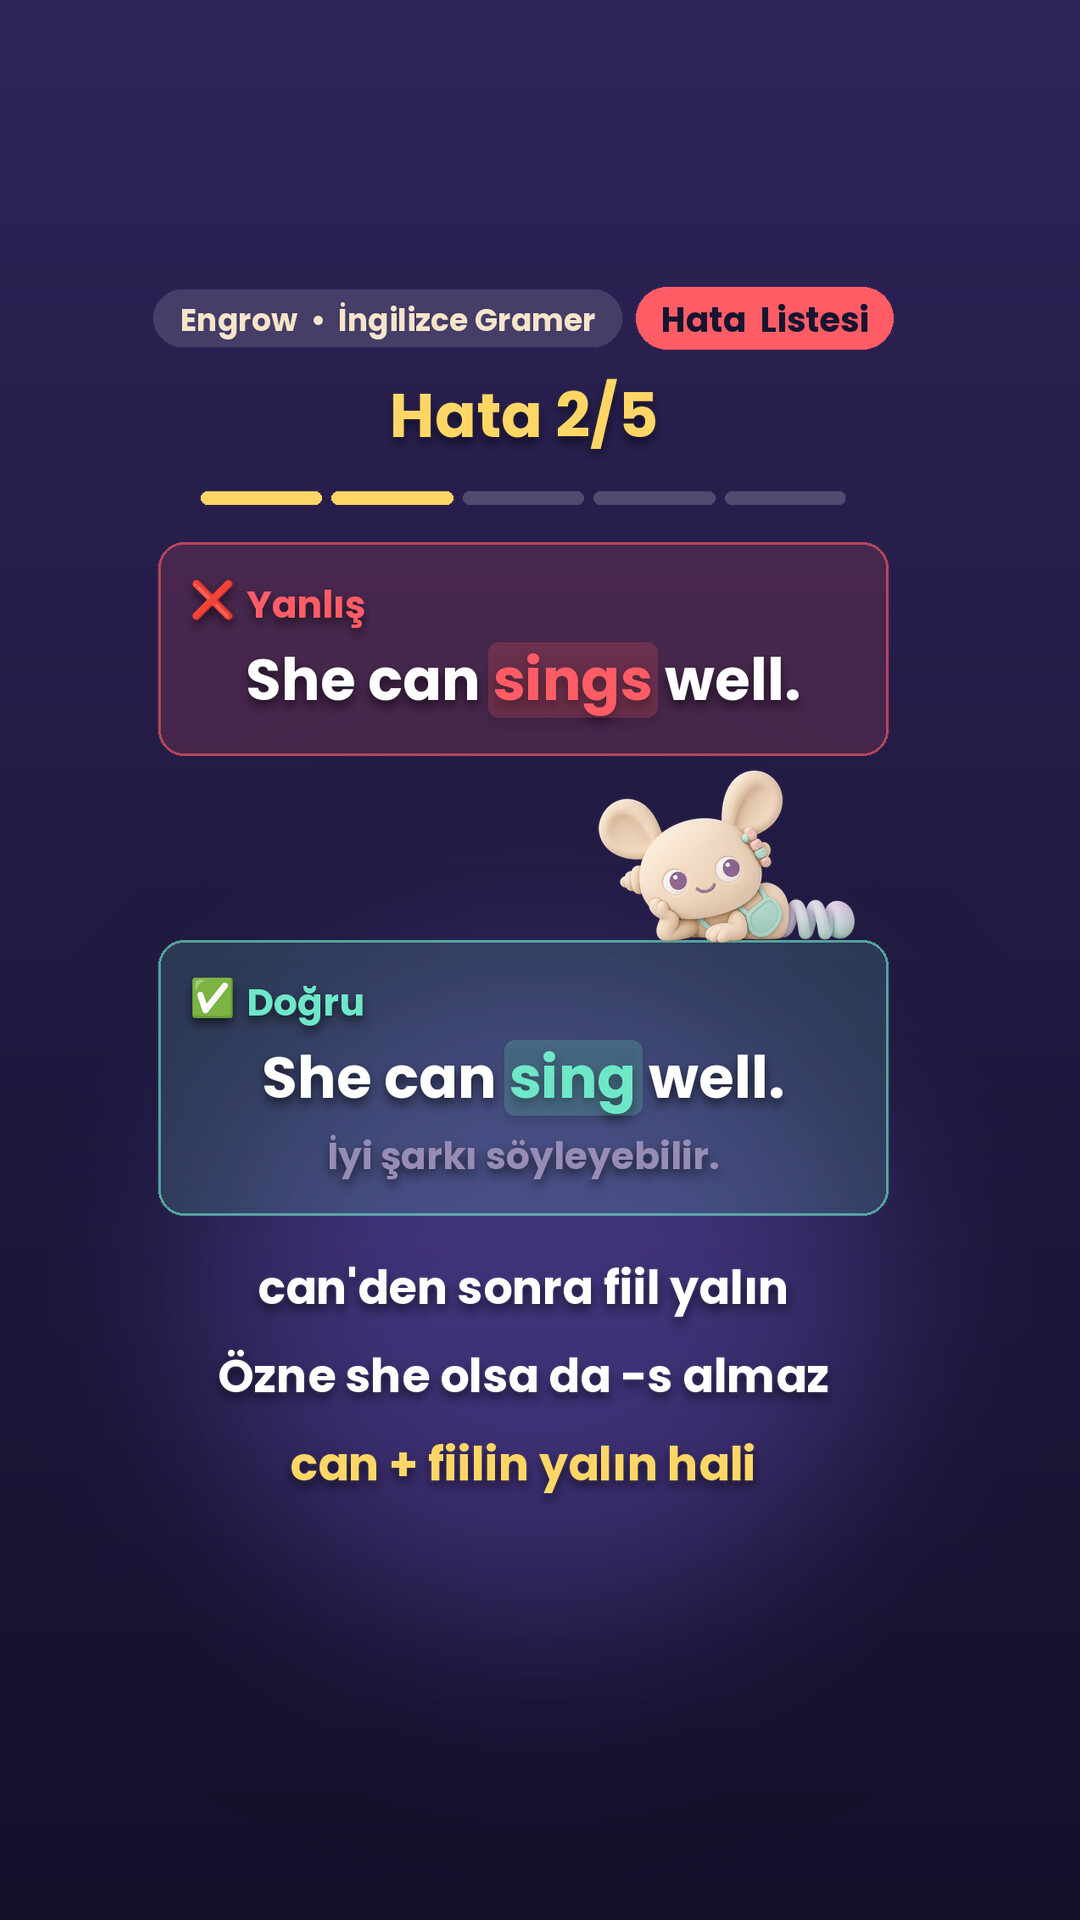 Engrow • İngilizce Gramer
Hata Listesi
Hata 2/5
❌ Yanlış
She can sings well.
✅ Doğru
She can sing well.
İyi şarkı söyleyebilir.
can'den sonra fiil yalın
Özne she olsa da -s almaz
can + fiilin yalın hali